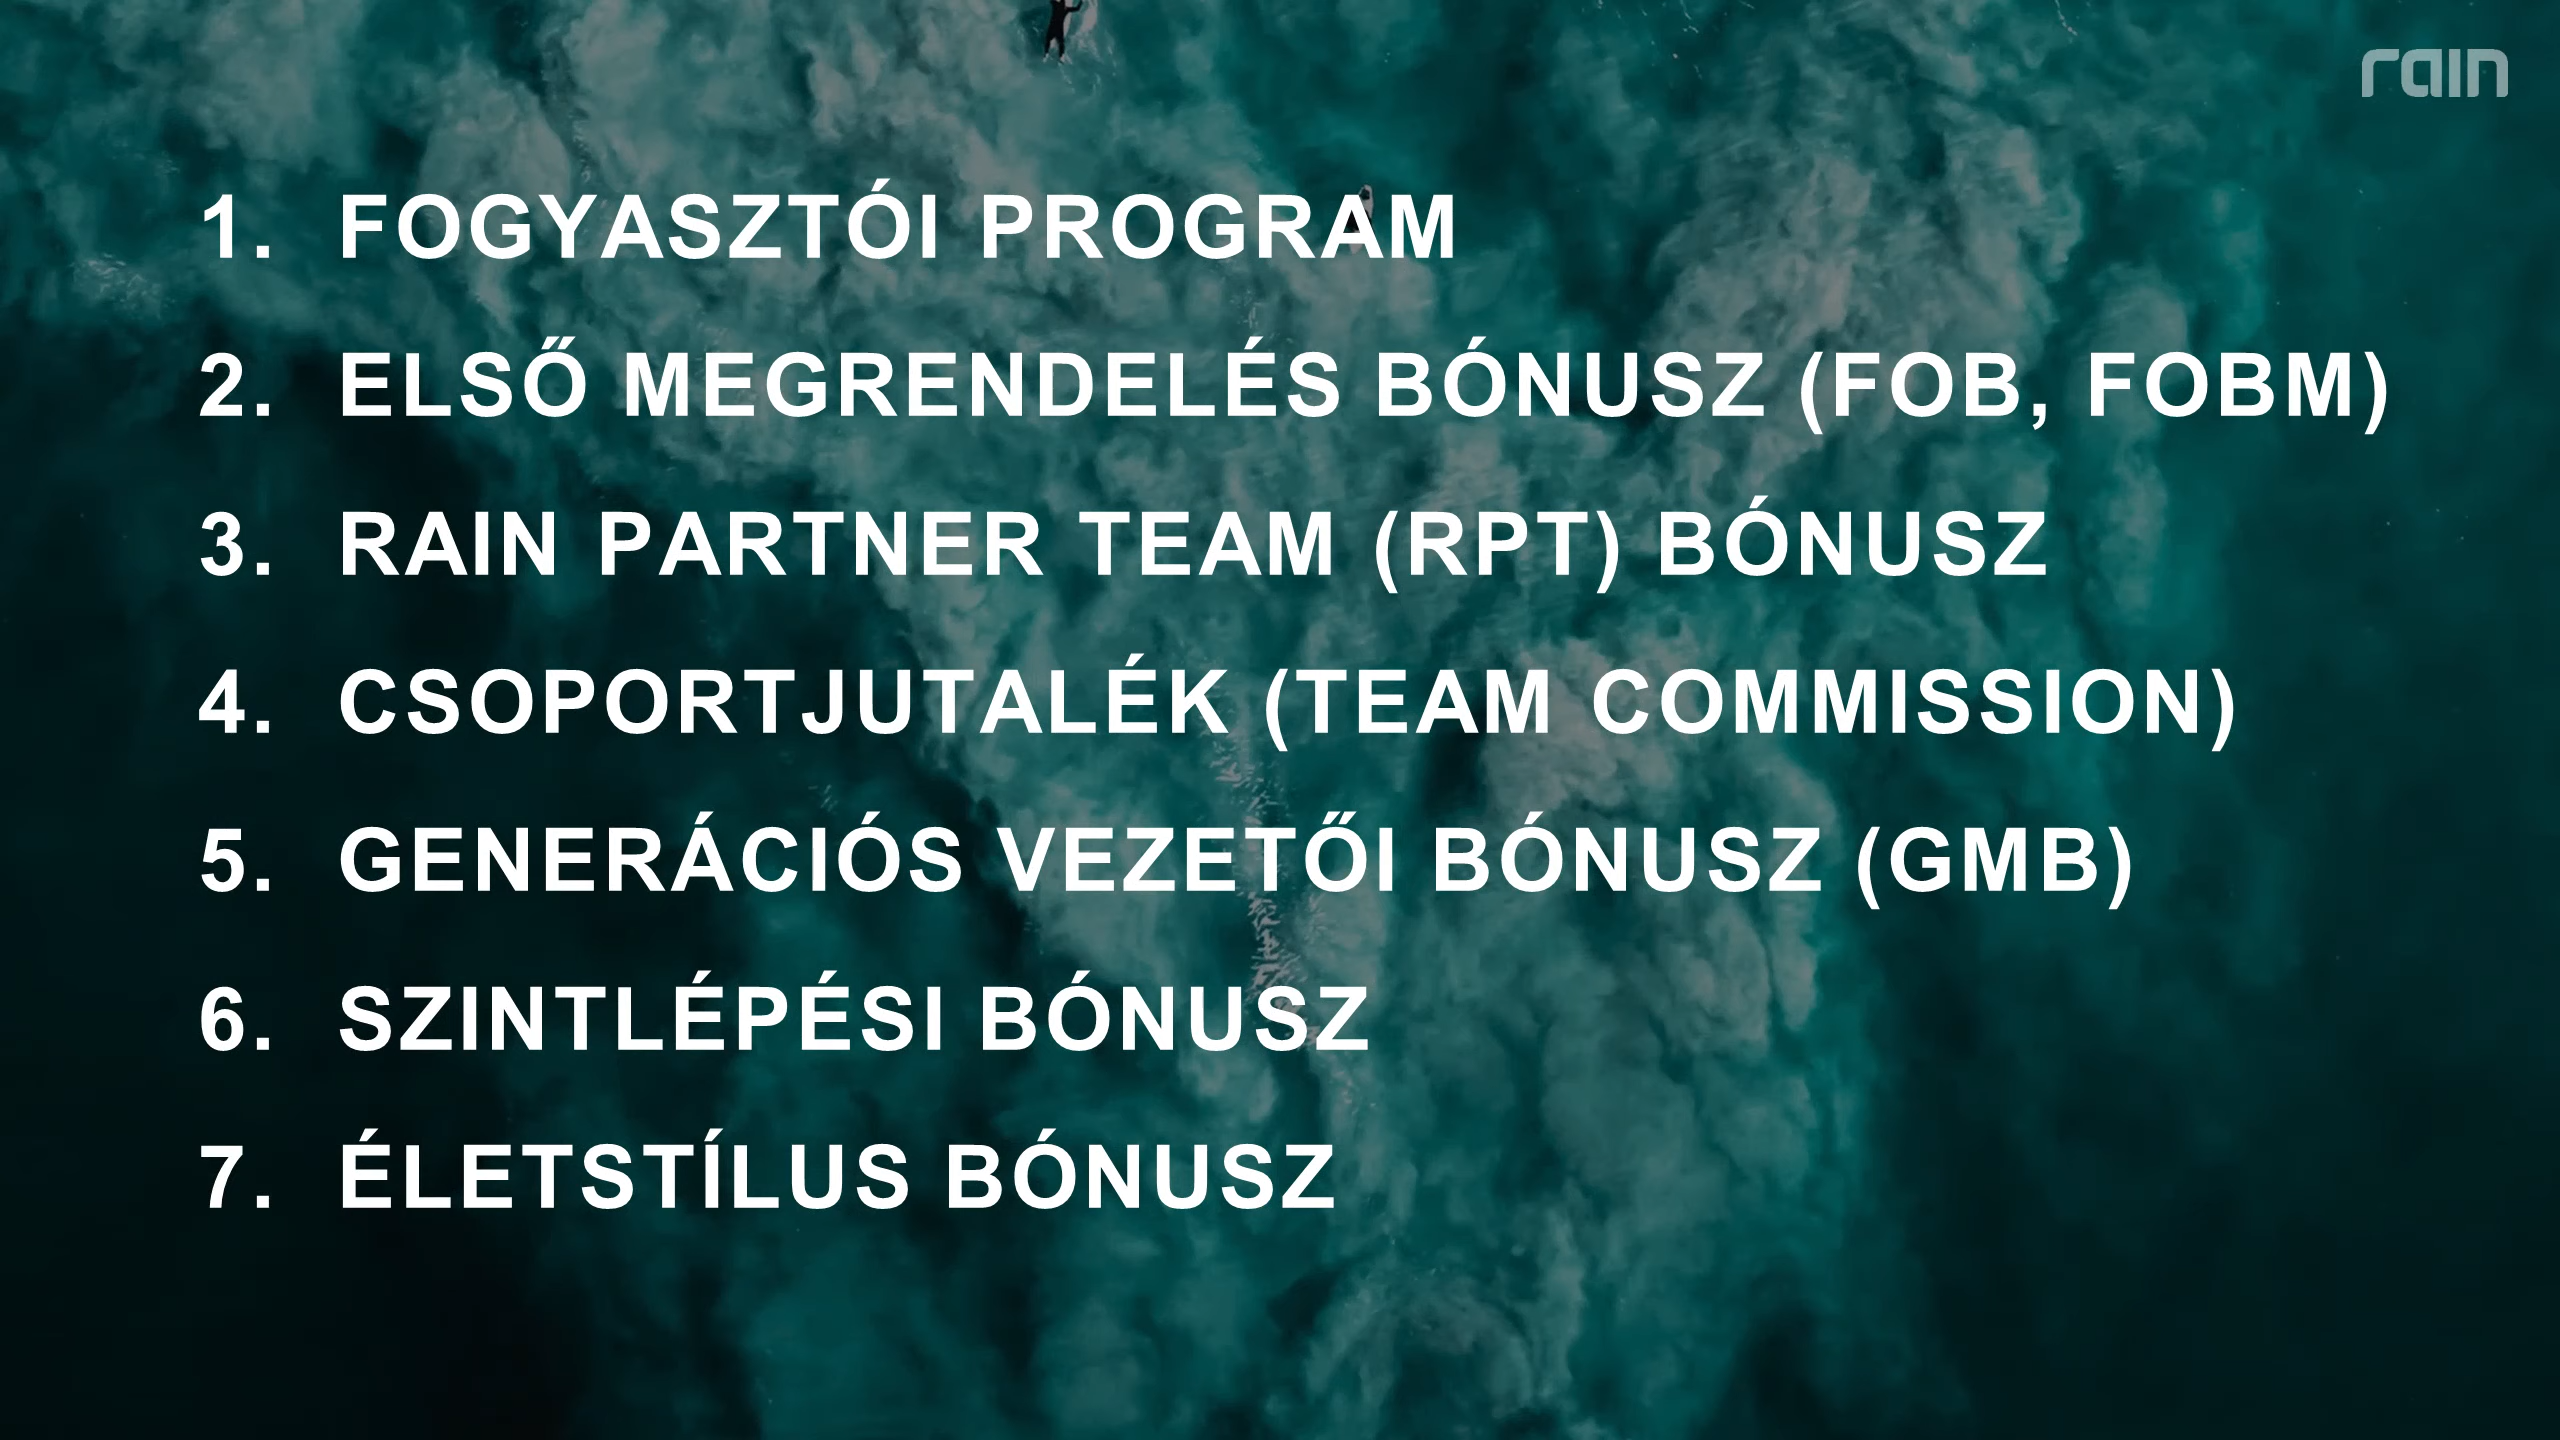 rain
1. FOGYASZTÓI PROGRAM
2. ELSŐ MEGRENDELÉS BÓNUSZ (FOB, FOBM)
3. RAIN PARTNER TEAM (RPT) BÓNUSZ
4. CSOPORTJUTALÉK (TEAM COMMISSION)
5. GENERÁCIÓS VEZETŐI BÓNUSZ (GMB)
6. SZINTLÉPÉSI BÓNUSZ
7. ÉLETSTÍLUS BÓNUSZ